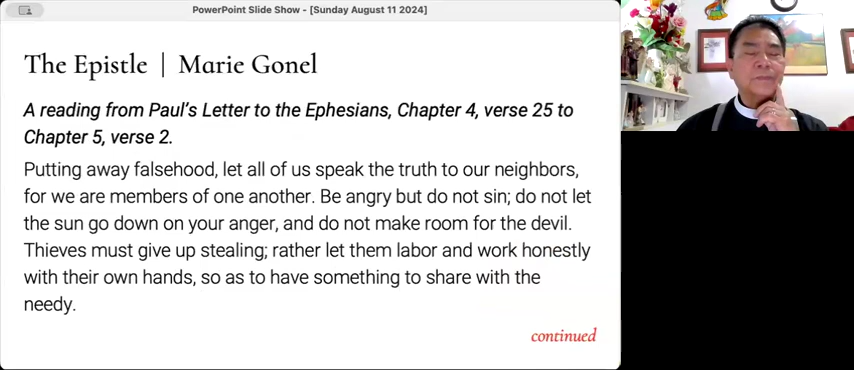 PowerPoint Slide Show - [Sunday August 11 2024]
The Epistle | Marie Gonel
A reading from Paul's Letter to the Ephesians, Chapter 4, verse 25 to
Chapter 5, verse 2.
Putting away falsehood, let all of us speak the truth to our neighbors,
for we are members of one another. Be angry but do not sin; do not let
the sun go down on your anger, and do not make room for the devil.
Thieves must give up stealing; rather let them labor and work honestly
with their own hands, so as to have something to share with the
needy.
continued